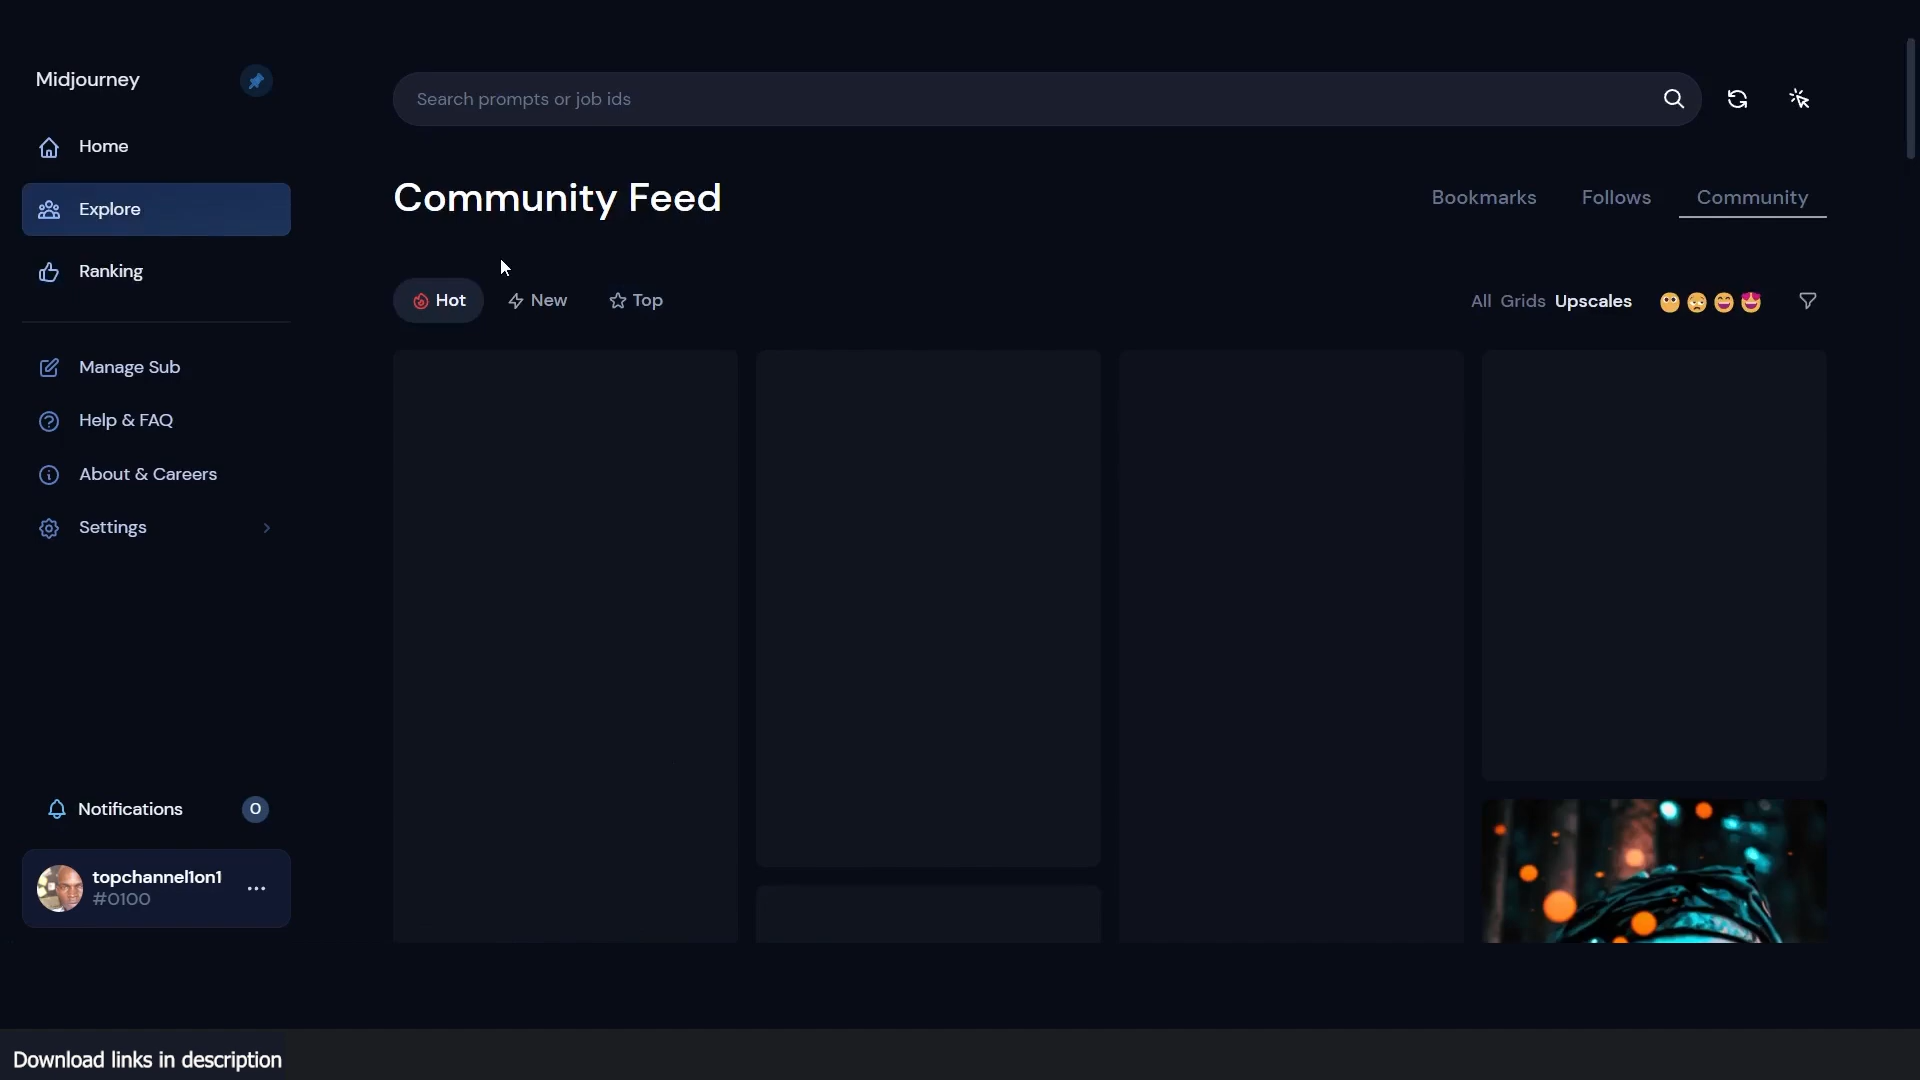 Midjourney
Search prompts or job ids
Home
Explore
Ranking
Community Feed
Bookmarks
Follows
Community
Hot
New
Top
All
Grids
Upscales
Manage Sub
Help & FAQ
About & Careers
Settings
Notifications
0
topchannel1on1
#0100
Download links in description